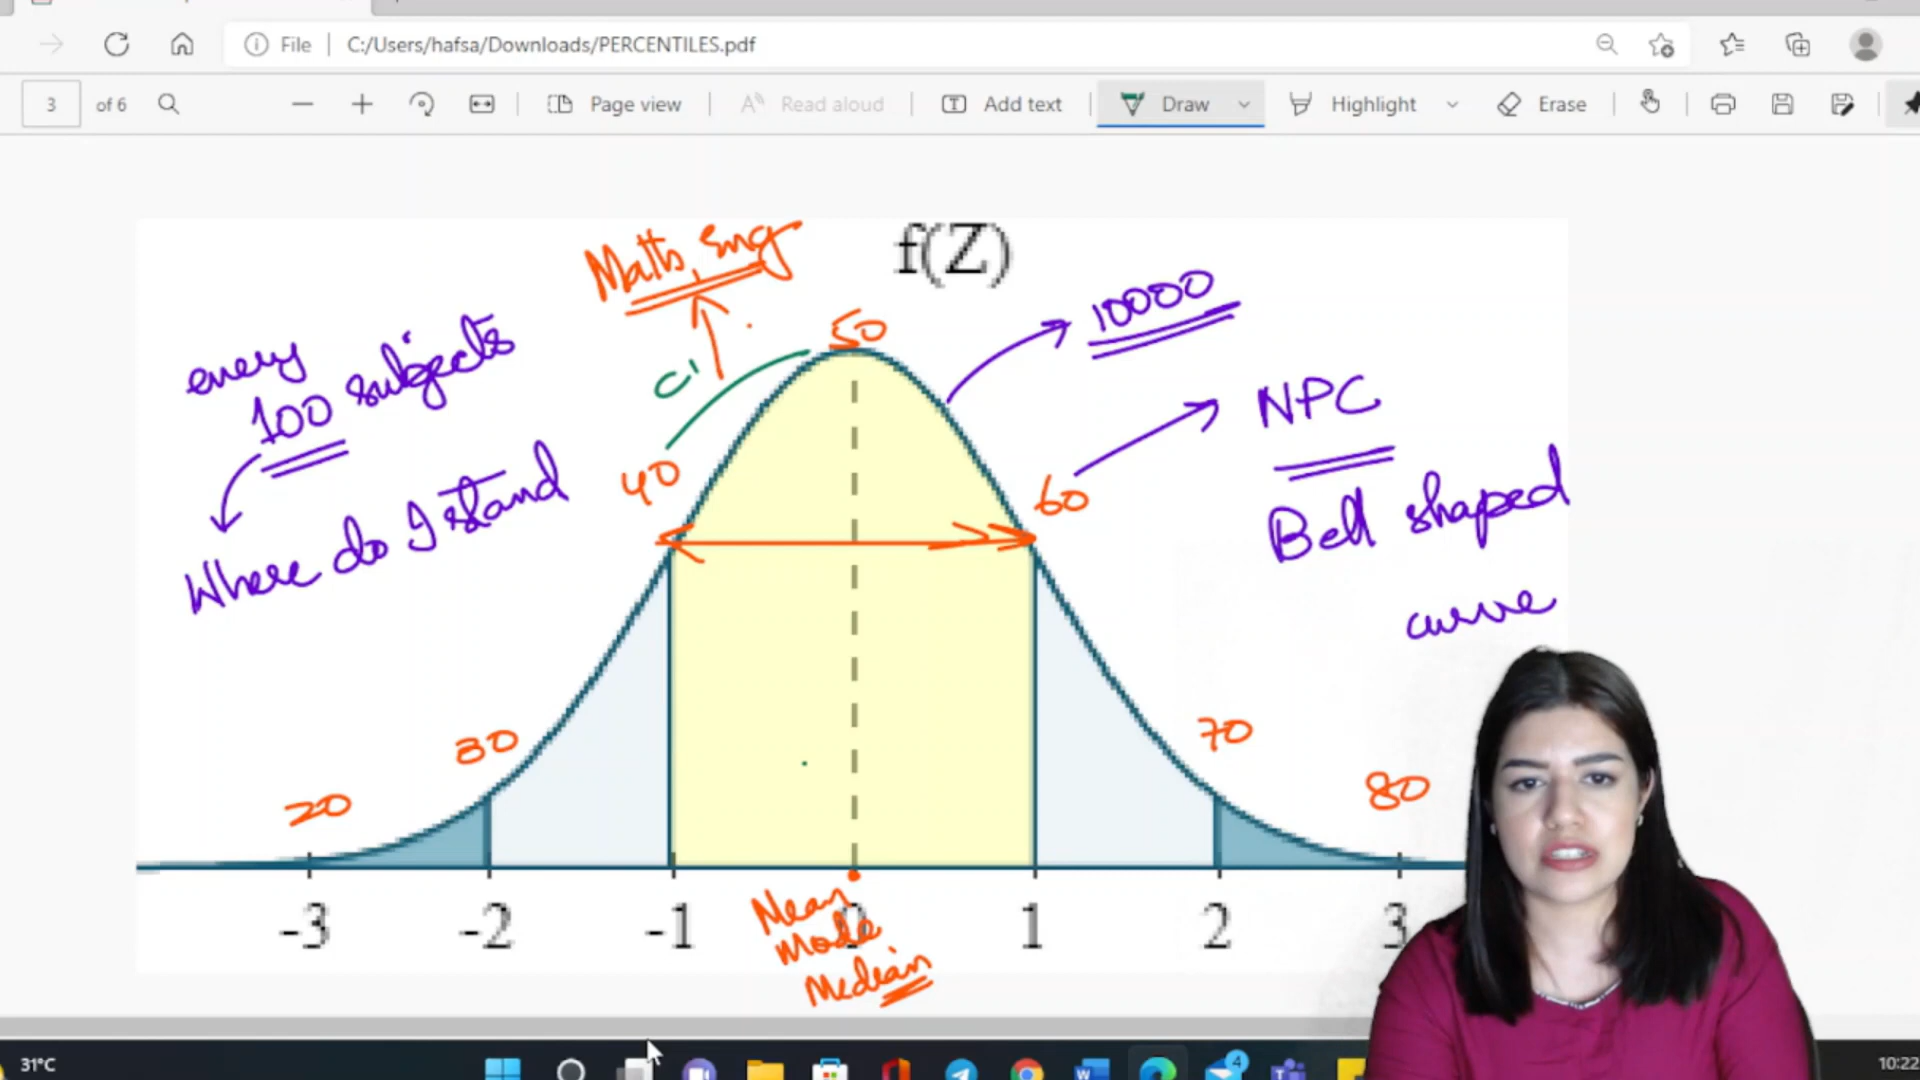 File | C:/Users/hafsa/Downloads/PERCENTILES.pdf
3 of 6 Page view Read aloud Add text Draw Highlight Erase
f(Z)
Maths, Eng
50
10000
every
100 subjects
Where do I stand
C'
40
60
NPC
Bell shaped
curve
30
70
20
80
-3 -2 -1 0 1 2 3
Mean
Mode
Median
31°C
4
10:22